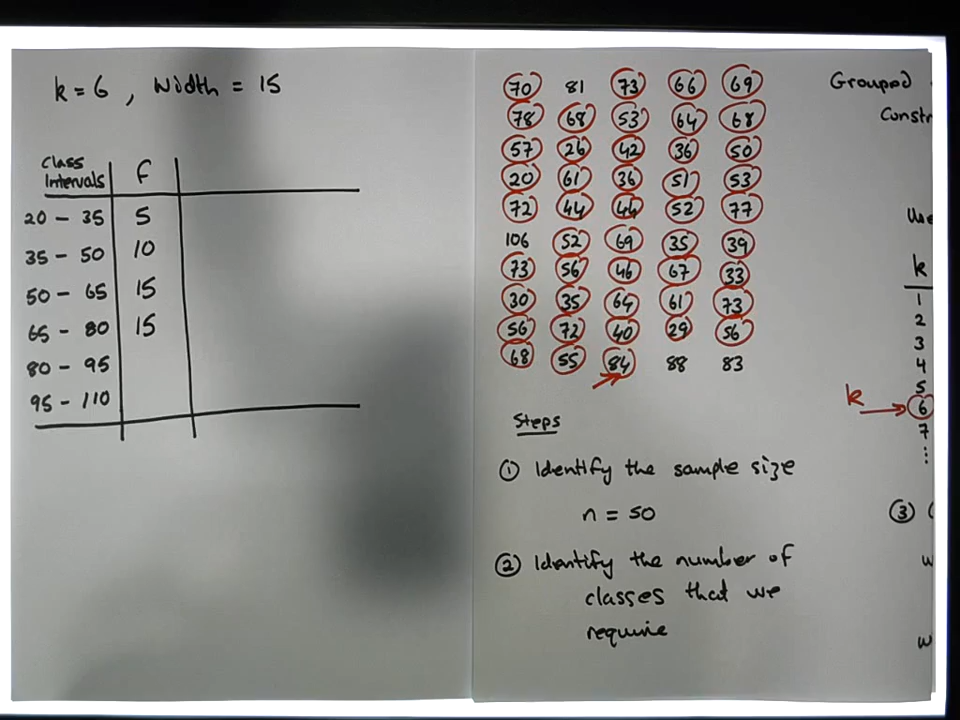 k = 6 , Width = 15
Class Intervals f
20 - 35 5
35 - 50 10
50 - 65 15
65 - 80 15
80 - 95
95 - 110
70 81 73 66 69
78 68 53 64 68
57 26 42 36 50
20 61 36 51 53
72 44 44 52 77
106 52 69 35 39
73 56 46 67 33
30 35 64 61 73
56 72 40 29 56
68 55 84 88 83
Steps
① Identify the sample size
n = 50
② Identify the number of
classes that we
require
Grouped
Constr
Use
k
1
2
3
4
5
k → 6
7
⋮
③ (
w
w